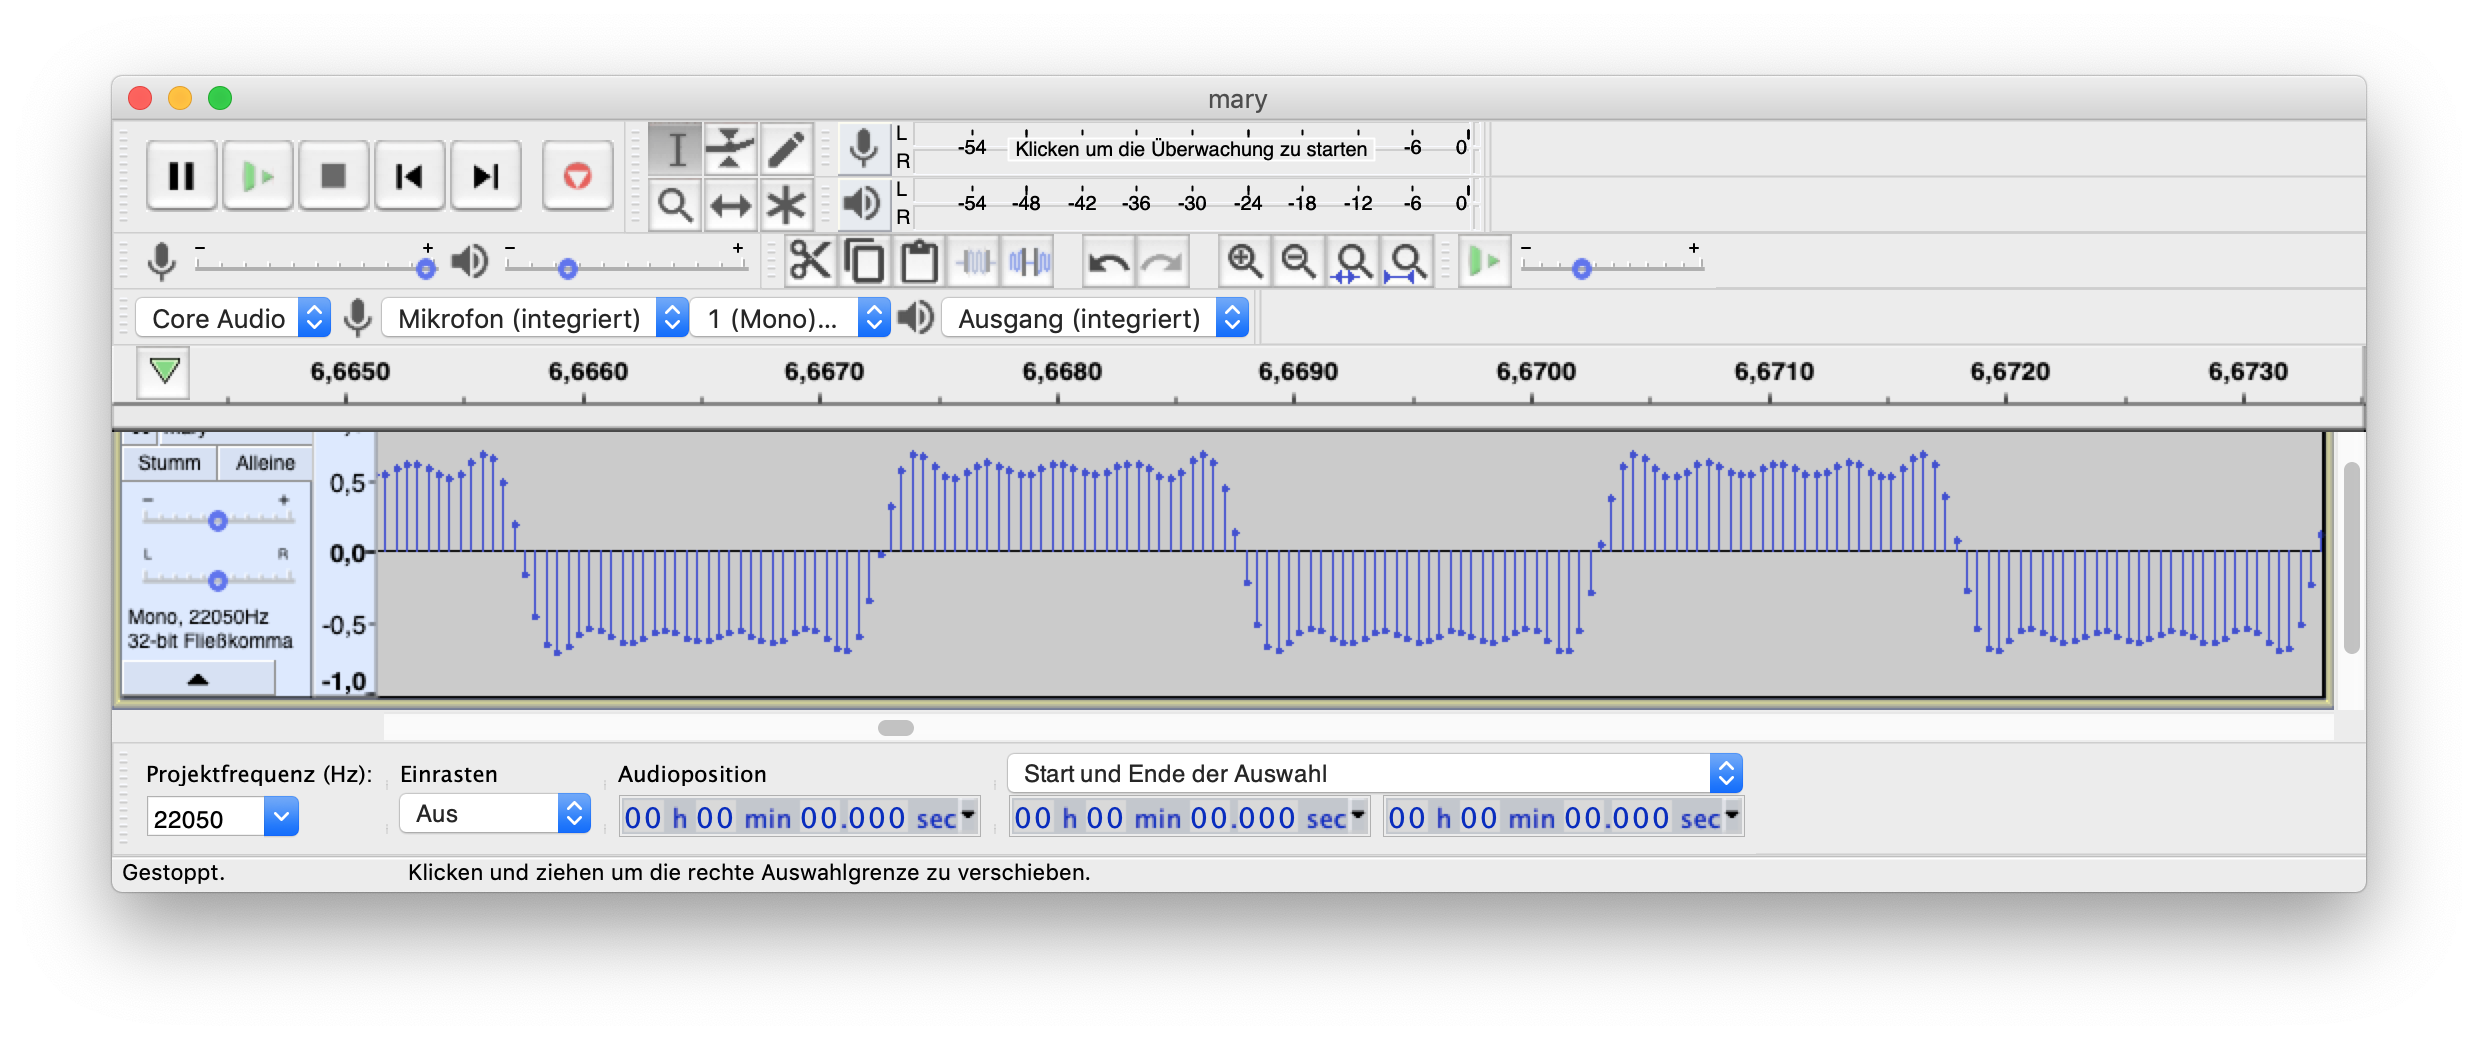 mary
L
R
-54 Klicken um die Überwachung zu starten -6 0
L
R
-54 -48 -42 -36 -30 -24 -18 -12 -6 0
- + - + - +
Core Audio Mikrofon (integriert) 1 (Mono)... Ausgang (integriert)
6,6650 6,6660 6,6670 6,6680 6,6690 6,6700 6,6710 6,6720 6,6730
Stumm Alleine
- +
L R
Mono, 22050Hz
32-bit Fließkomma
0,5
0,0
-0,5
-1,0
Projektfrequenz (Hz): Einrasten Audioposition Start und Ende der Auswahl
22050 Aus 00 h 00 min 00.000 sec 00 h 00 min 00.000 sec 00 h 00 min 00.000 sec
Gestoppt. Klicken und ziehen um die rechte Auswahlgrenze zu verschieben.